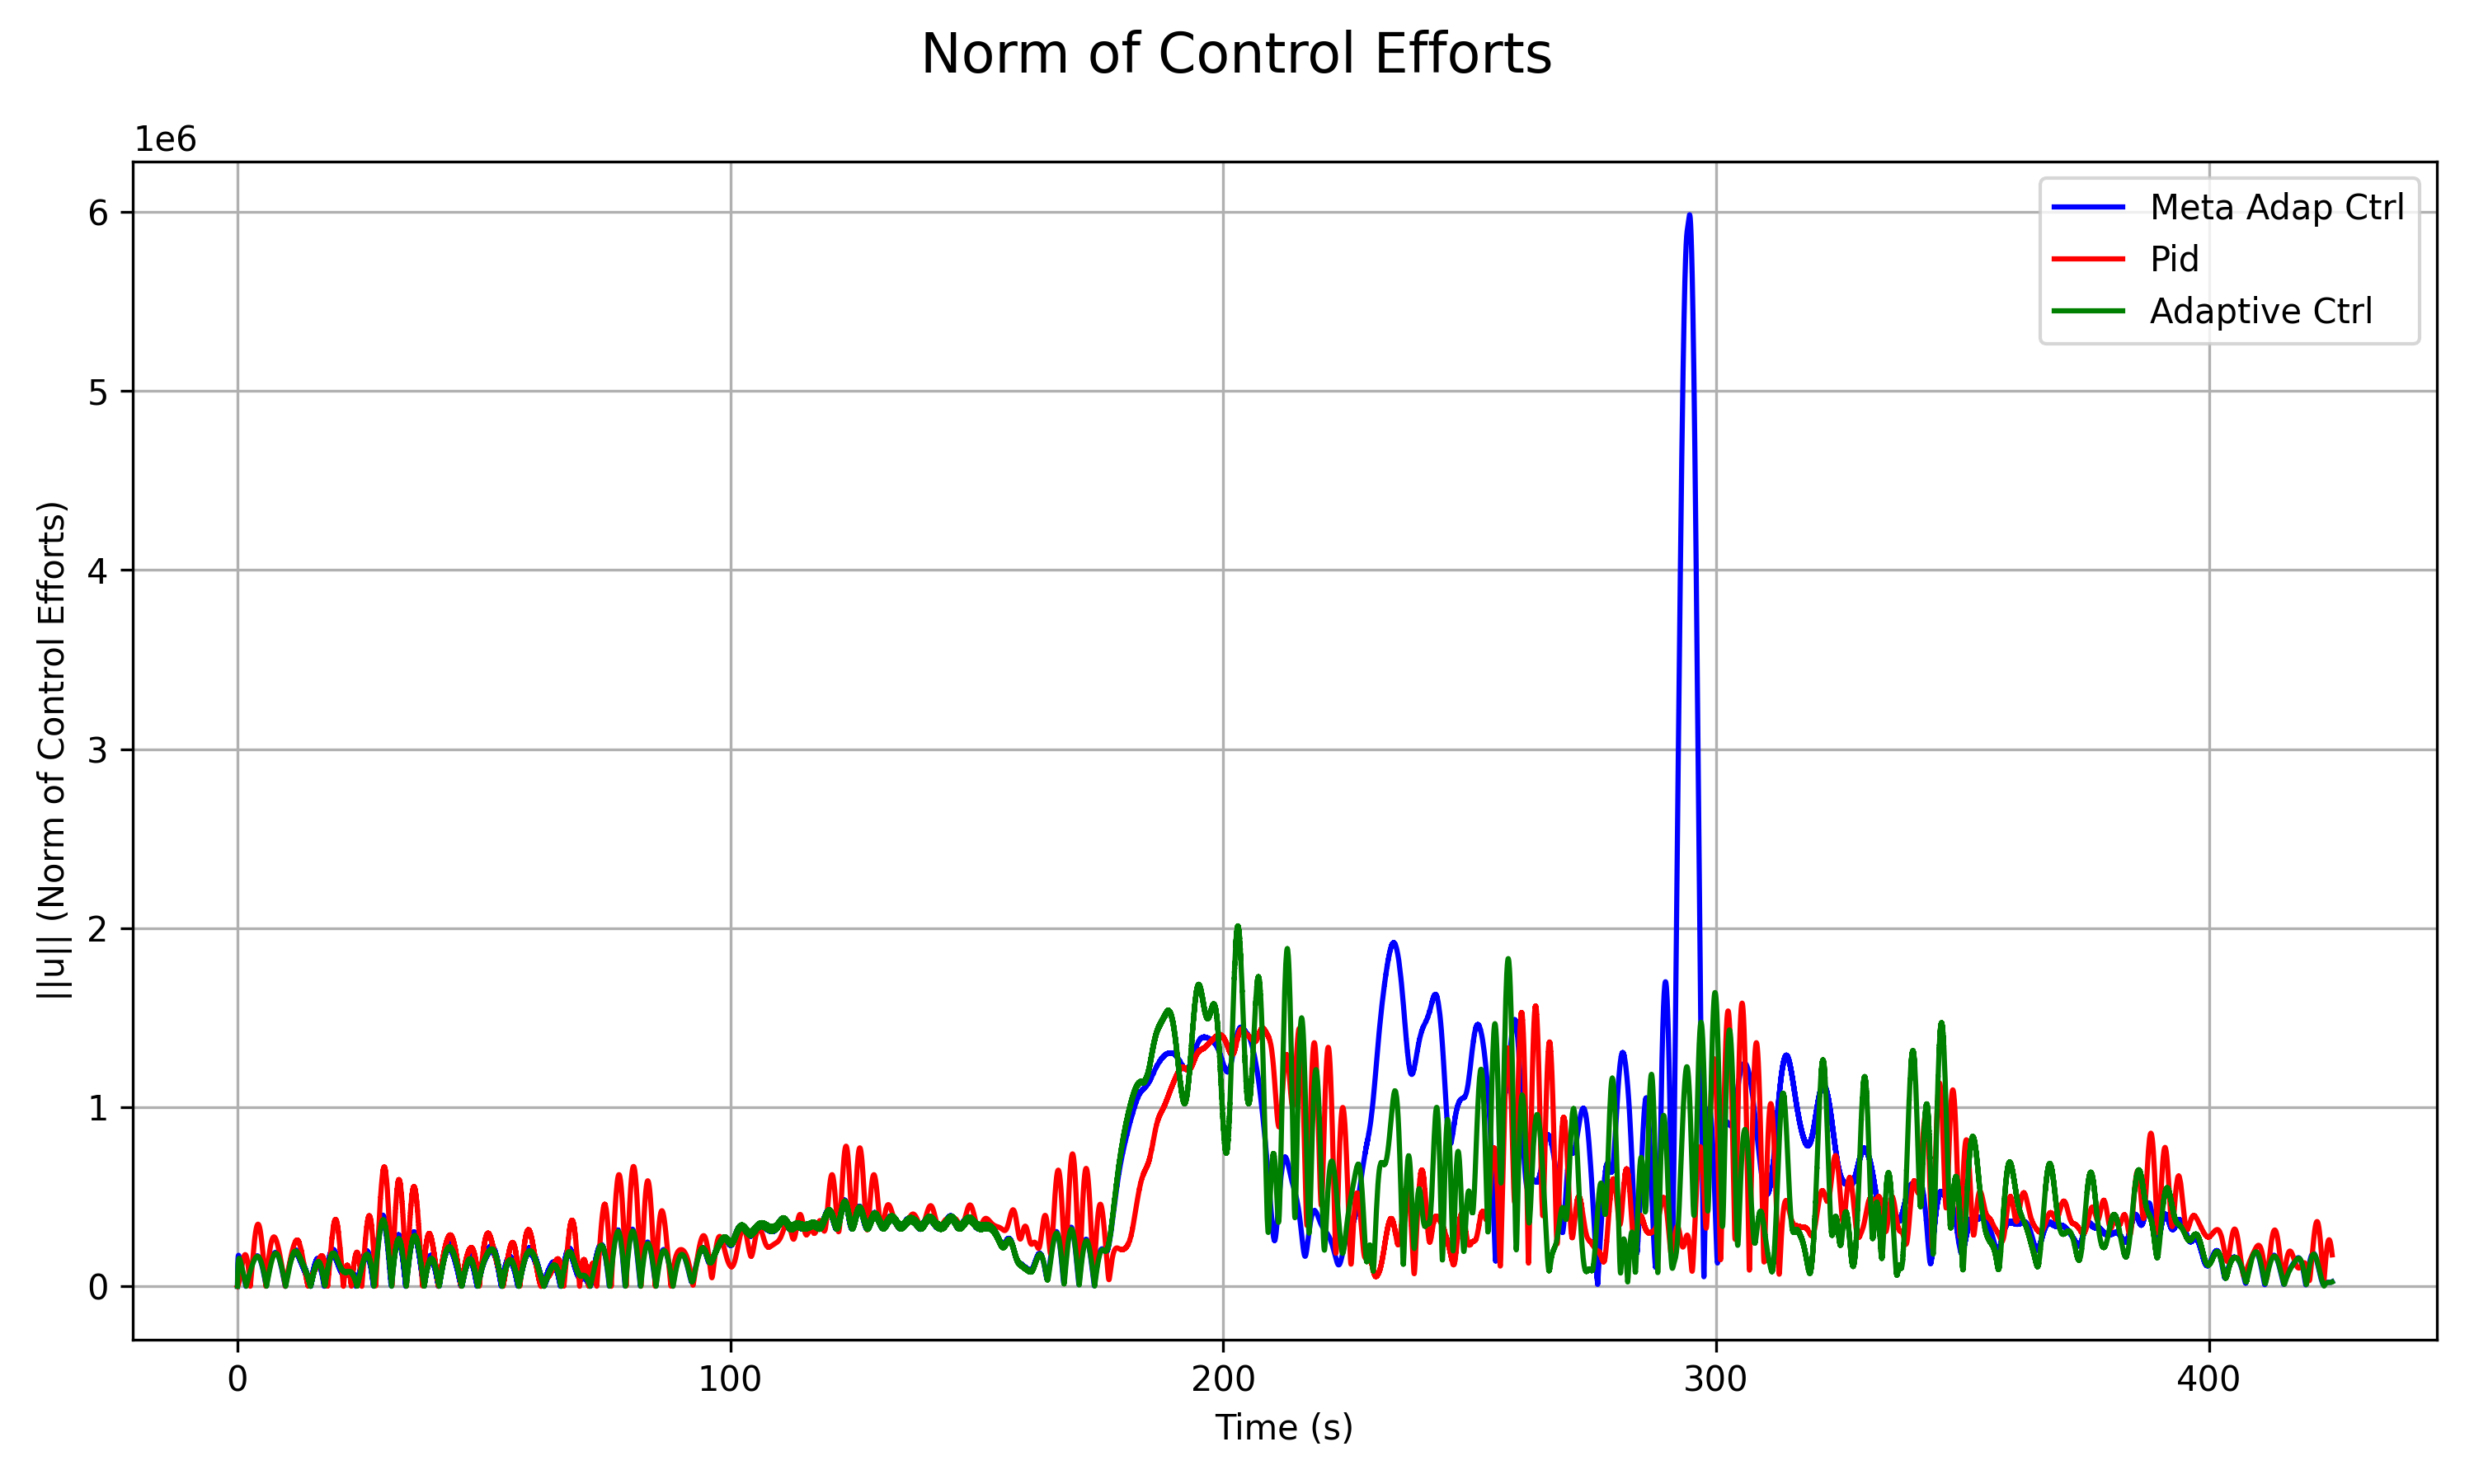 Norm of Control Efforts
1e6
6
5
4
3
2
1
0
||u|| (Norm of Control Efforts)
Meta Adap Ctrl
Pid
Adaptive Ctrl
0 100 200 300 400
Time (s)